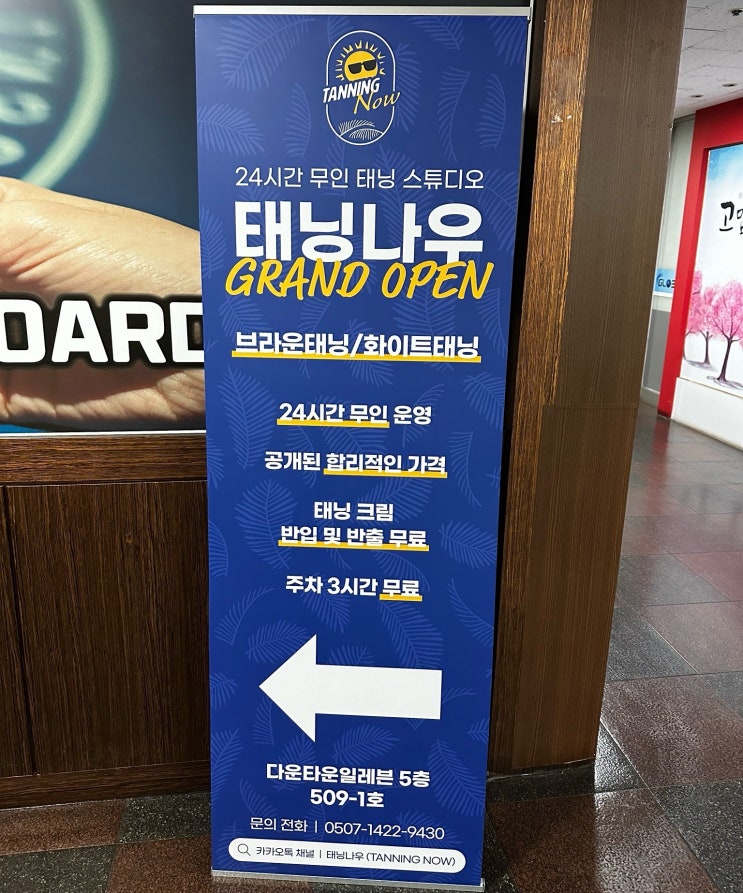 OARD
TANNING
Now
24시간 무인 태닝 스튜디오
태닝나우
GRAND OPEN
브라운태닝/화이트태닝
24시간 무인 운영
공개된 합리적인 가격
태닝 크림
반입 및 반출 무료
주차 3시간 무료
다운타운일레븐 5층
509-1호
문의 전화 | 0507-1422-9430
카카오톡 채널 | 태닝나우 (TANNING NOW)